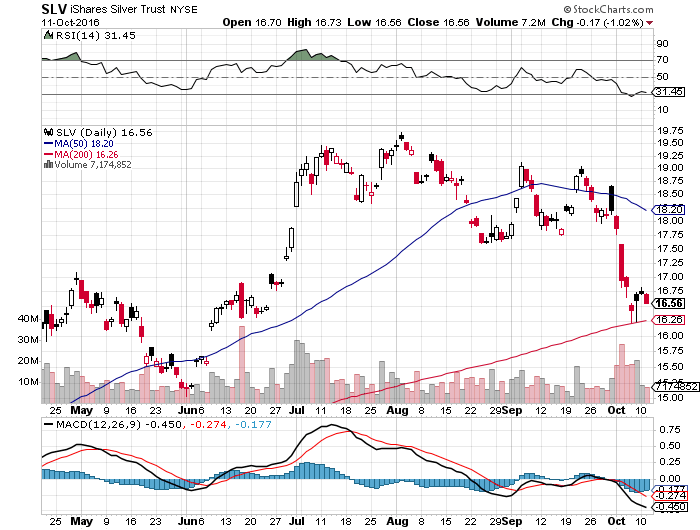 SLV iShares Silver Trust NYSE © StockCharts.com
11-Oct-2016 Open 16.70 High 16.73 Low 16.56 Close 16.56 Volume 7.2M Chg -0.17 (-1.02%)
RSI(14) 31.45
90
70
50
31.45
10
SLV (Daily) 16.56
MA(50) 18.20
MA(200) 16.26
Volume 7,174,852
19.75
19.50
19.25
19.00
18.75
18.50
18.20
18.00
17.75
17.50
17.25
17.00
16.75
16.56
16.26
16.00
15.75
15.50
15.25
7174852
15.00
40M
30M
20M
10M
25 May 9 16 23 Jun 6 13 20 27 Jul 11 18 25 Aug 8 15 22 29 Sep 12 19 26 Oct 10
MACD(12,26,9) -0.450, -0.274, -0.177
0.75
0.50
0.25
0.00
-0.177
-0.274
-0.450
25 May 9 16 23 Jun 6 13 20 27 Jul 11 18 25 Aug 8 15 22 29 Sep 12 19 26 Oct 10